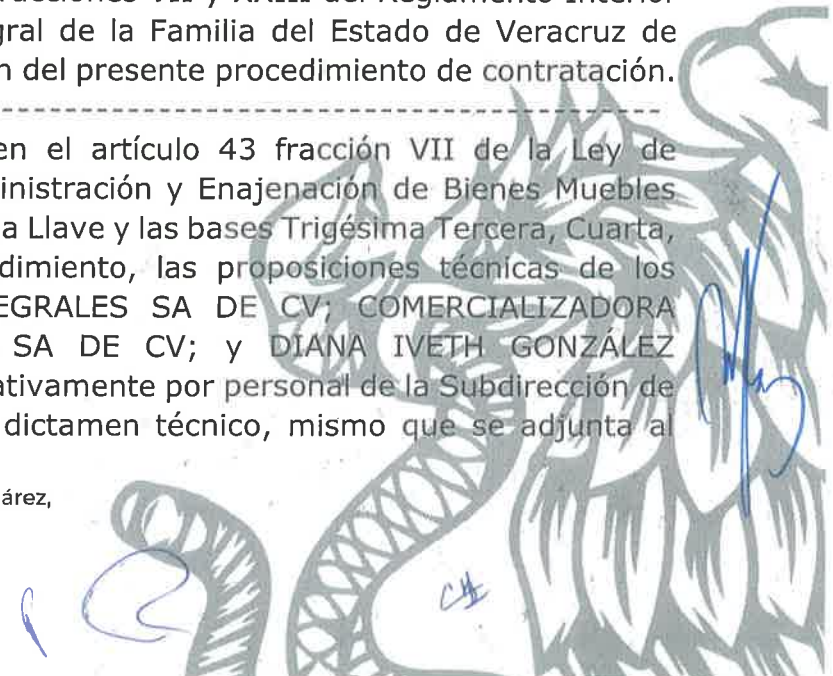 fracciones VII y XXIII del Reglamento Interior
gral de la Familia del Estado de Veracruz de
n del presente procedimiento de contratación.
en el artículo 43 fracción VII de la Ley de
ministración y Enajenación de Bienes Muebles
a Llave y las bases Trigésima Tercera, Cuarta,
dimiento, las proposiciones técnicas de los
EGRALES SA DE CV; COMERCIALIZADORA
SA DE CV; y DIANA IVETH GONZÁLEZ
ativamente por personal de la Subdirección de
dictamen técnico, mismo que se adjunta al
árez,